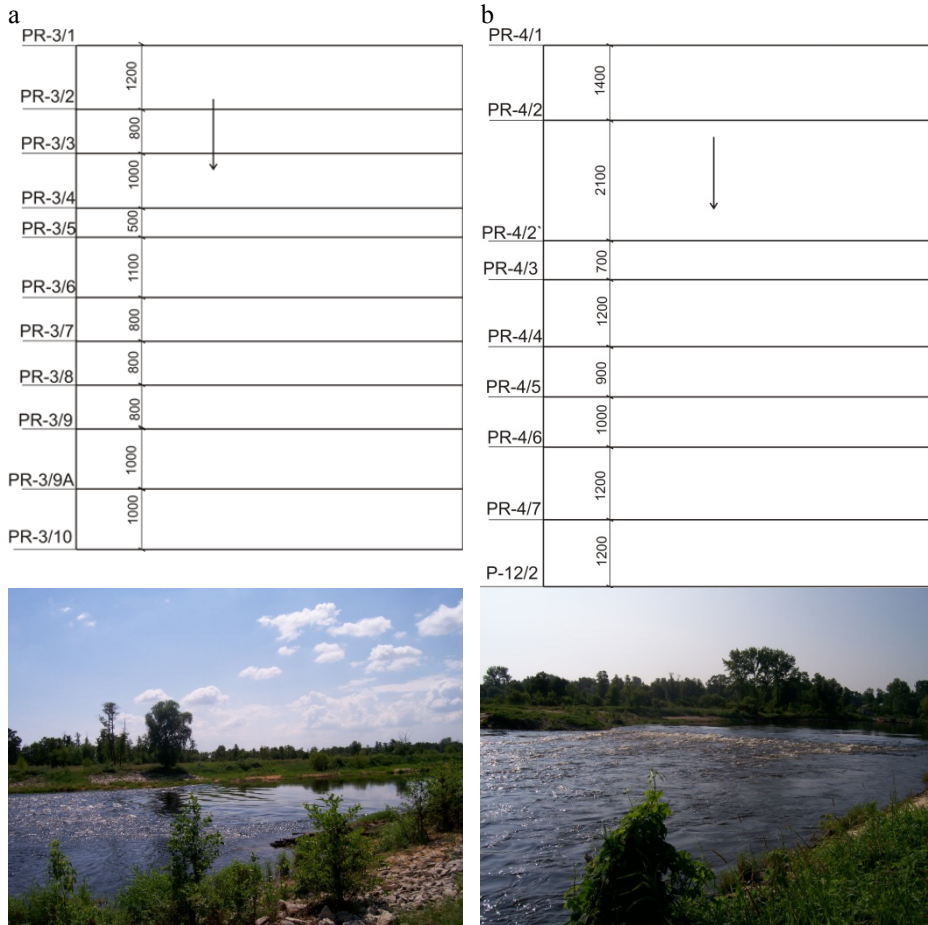 a
PR-3/1
1200
PR-3/2
800
PR-3/3
1000
PR-3/4
500
PR-3/5
1100
PR-3/6
800
PR-3/7
800
PR-3/8
800
PR-3/9
1000
PR-3/9A
1000
PR-3/10
b
PR-4/1
1400
PR-4/2
2100
PR-4/2`
700
PR-4/3
1200
PR-4/4
900
PR-4/5
1000
PR-4/6
1200
PR-4/7
1200
P-12/2